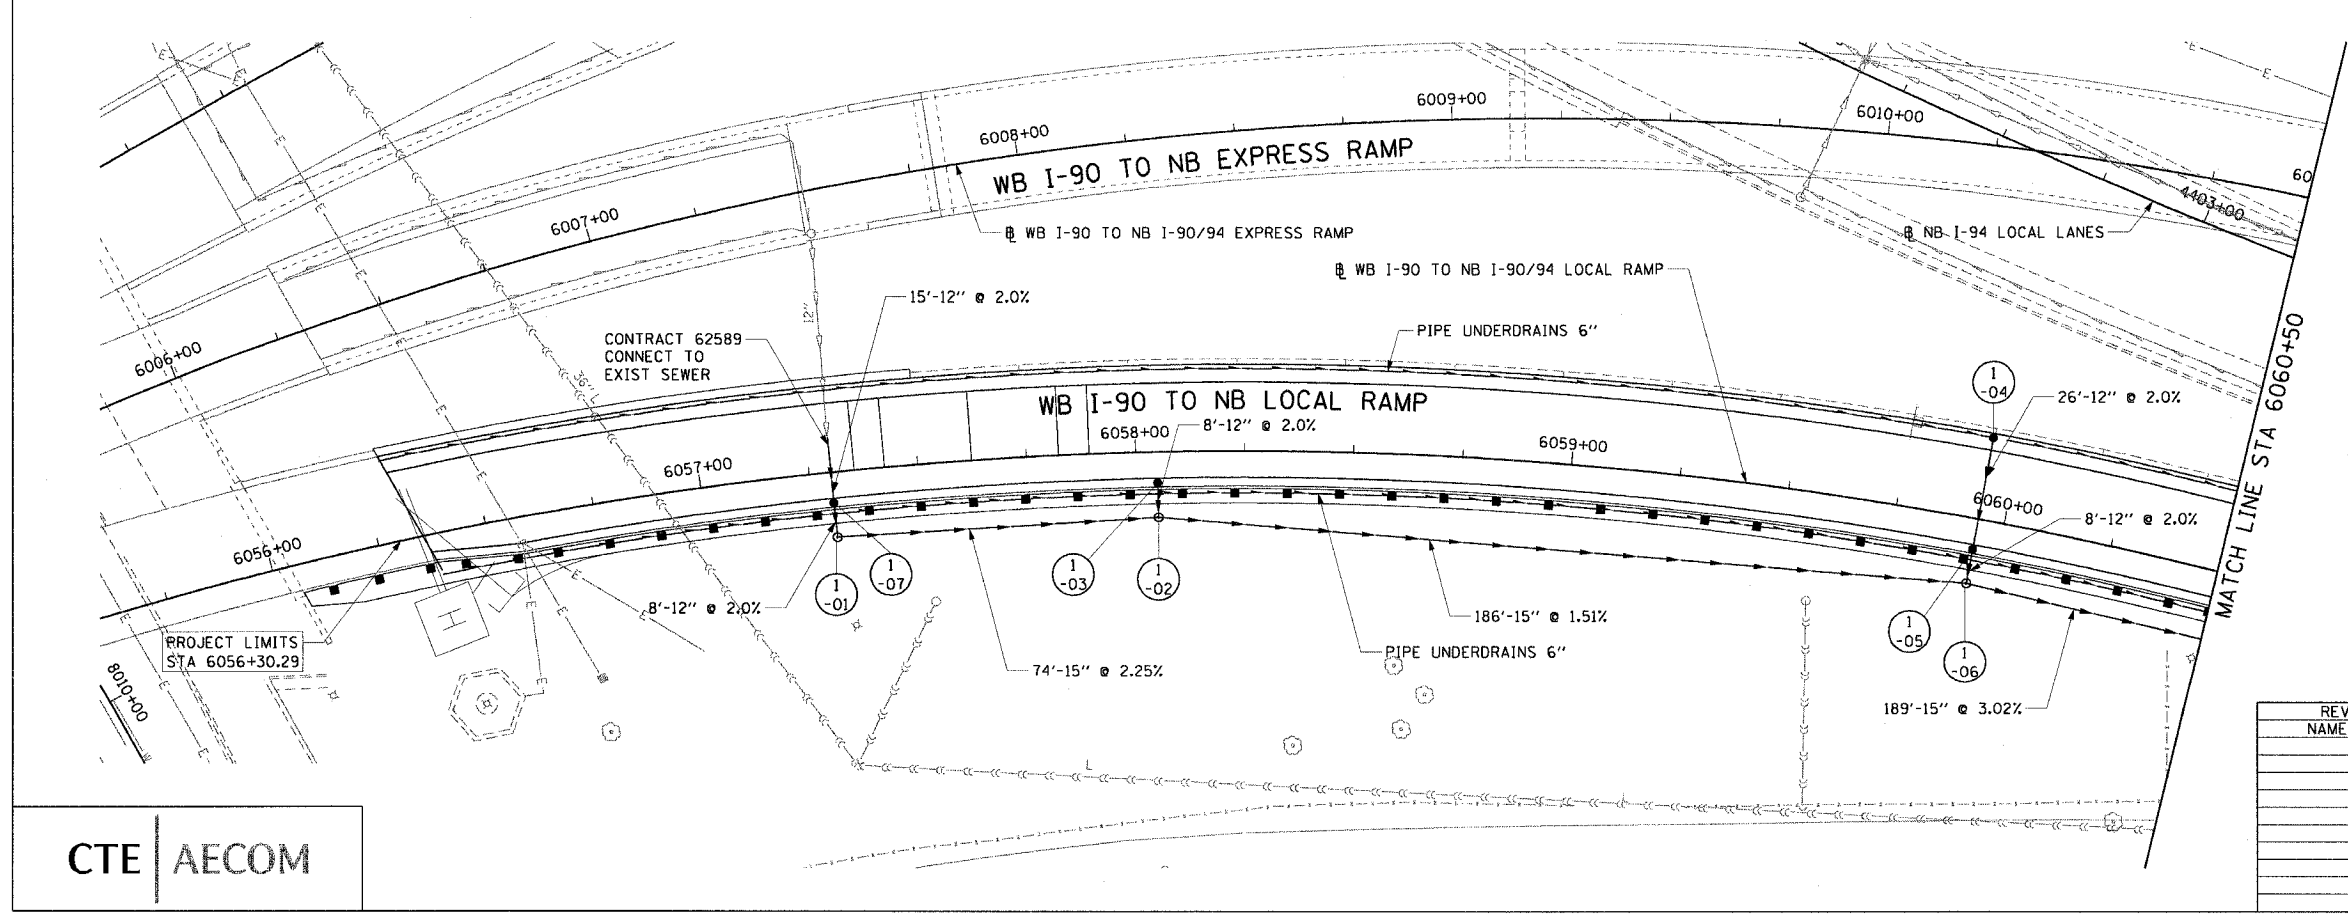 6009+00
6010+00
6008+00
WB I-90 TO NB EXPRESS RAMP
60
4403+00
6007+00
℄ WB I-90 TO NB I-90/94 EXPRESS RAMP
℄ NB I-94 LOCAL LANES
℄ WB I-90 TO NB I-90/94 LOCAL RAMP
15'-12" @ 2.0%
12"
PIPE UNDERDRAINS 6"
CONTRACT 62589
CONNECT TO
EXIST SEWER
6006+00
36"
L
1
-04
26'-12" @ 2.0%
WB I-90 TO NB LOCAL RAMP
8'-12" @ 2.0%
6058+00
6059+00
6057+00
6060+00
8'-12" @ 2.0%
MATCH LINE STA 6060+50
6056+00
1
-07
1
-03
1
-02
1
-01
8'-12" @ 2.0%
186'-15" @ 1.51%
1
-05
1
-06
PROJECT LIMITS
STA 6056+30.29
PIPE UNDERDRAINS 6"
74'-15" @ 2.25%
189'-15" @ 3.02%
8010+00
H
L
REV
NAME
CTE AECOM